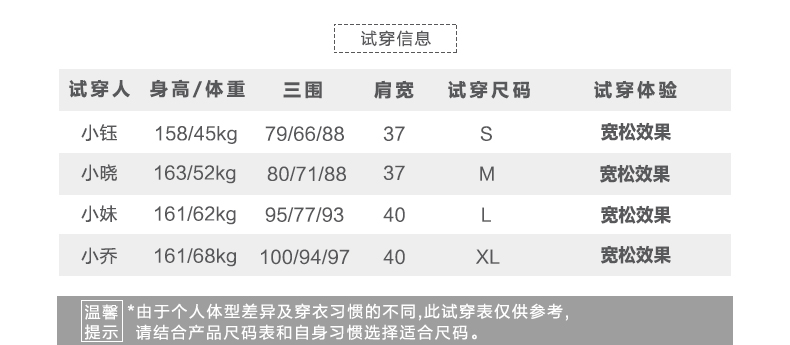 试穿信息
试穿人 身高/体重 三围 肩宽 试穿尺码 试穿体验
小钰 158/45kg 79/66/88 37 S 宽松效果
小晓 163/52kg 80/71/88 37 M 宽松效果
小妹 161/62kg 95/77/93 40 L 宽松效果
小乔 161/68kg 100/94/97 40 XL 宽松效果
温馨 *由于个人体型差异及穿衣习惯的不同,此试穿表仅供参考,
提示 请结合产品尺码表和自身习惯选择适合尺码。